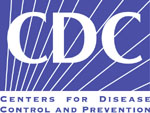 CDC
CENTERS FOR DISEASE
CONTROL AND PREVENTION